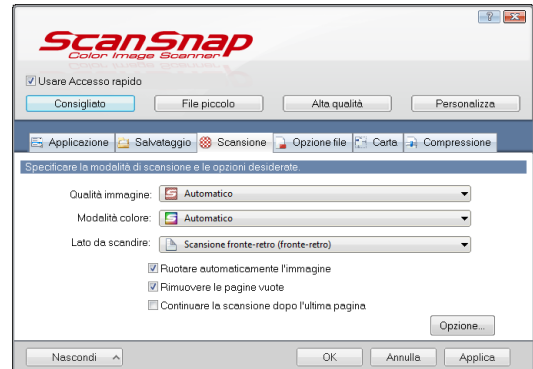 ScanSnap
Color Image Scanner
Usare Accesso rapido
Consigliato File piccolo Alta qualità Personalizza
Applicazione Salvataggio Scansione Opzione file Carta Compressione
Specificare la modalità di scansione e le opzioni desiderate.
Qualità immagine: Automatico
Modalità colore: Automatico
Lato da scandire: Scansione fronte-retro (fronte-retro)
Ruotare automaticamente l'immagine
Rimuovere le pagine vuote
Continuare la scansione dopo l'ultima pagina
Opzione...
Nascondi OK Annulla Applica